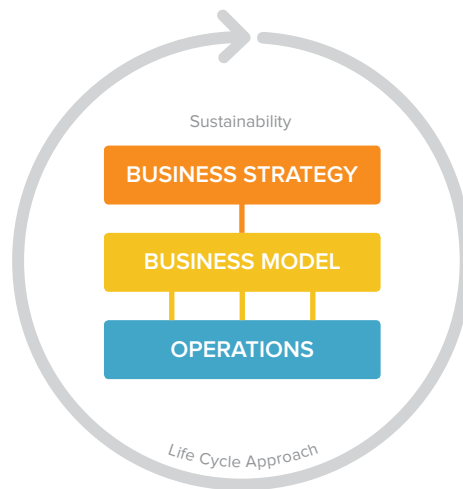 Sustainability
BUSINESS STRATEGY
BUSINESS MODEL
OPERATIONS
Life Cycle Approach